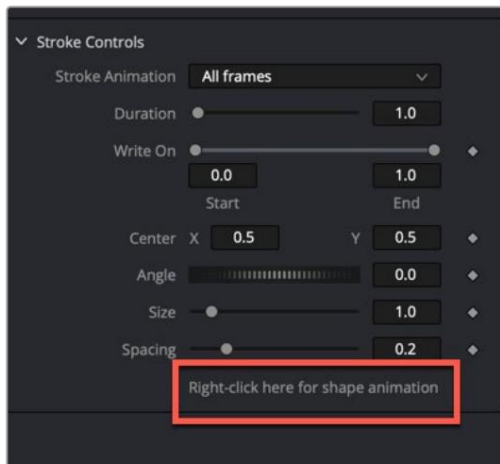 Stroke Controls
Stroke Animation All frames
Duration 1.0
Write On
0.0 1.0
Start End
Center X 0.5 Y 0.5
Angle 0.0
Size 1.0
Spacing 0.2
Right-click here for shape animation